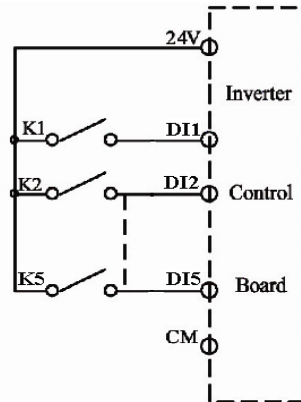 24V
Inverter
K1 DI1
K2 DI2 Control
K5 DI5 Board
CM